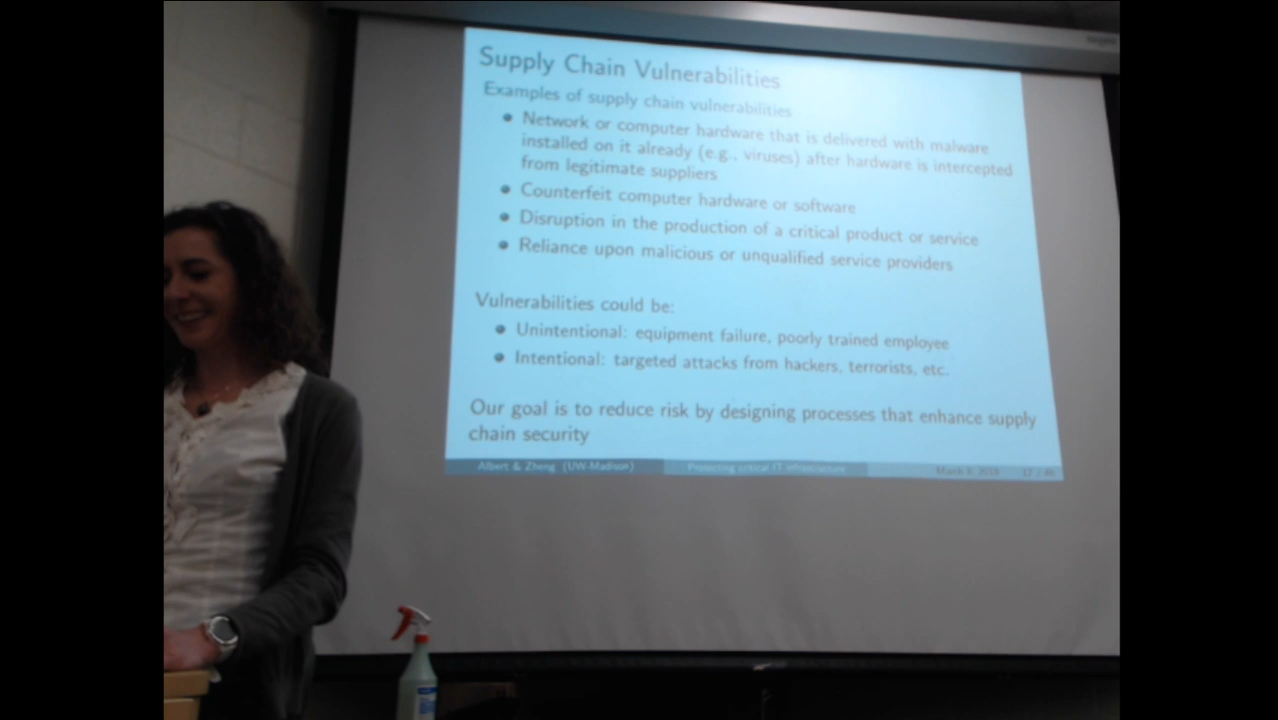 Supply Chain Vulnerabilities
Examples of supply chain vulnerabilities
Network or computer hardware that is delivered with malware
installed on it already (e.g., viruses) after hardware is intercepted
from legitimate suppliers
Counterfeit computer hardware or software
Disruption in the production of a critical product or service
Reliance upon malicious or unqualified service providers
Vulnerabilities could be:
Unintentional: equipment failure, poorly trained employee
Intentional: targeted attacks from hackers, terrorists, etc.
Our goal is to reduce risk by designing processes that enhance supply
chain security
Albert & Zheng (UW-Madison) Protecting critical IT infrastructure March 17 /